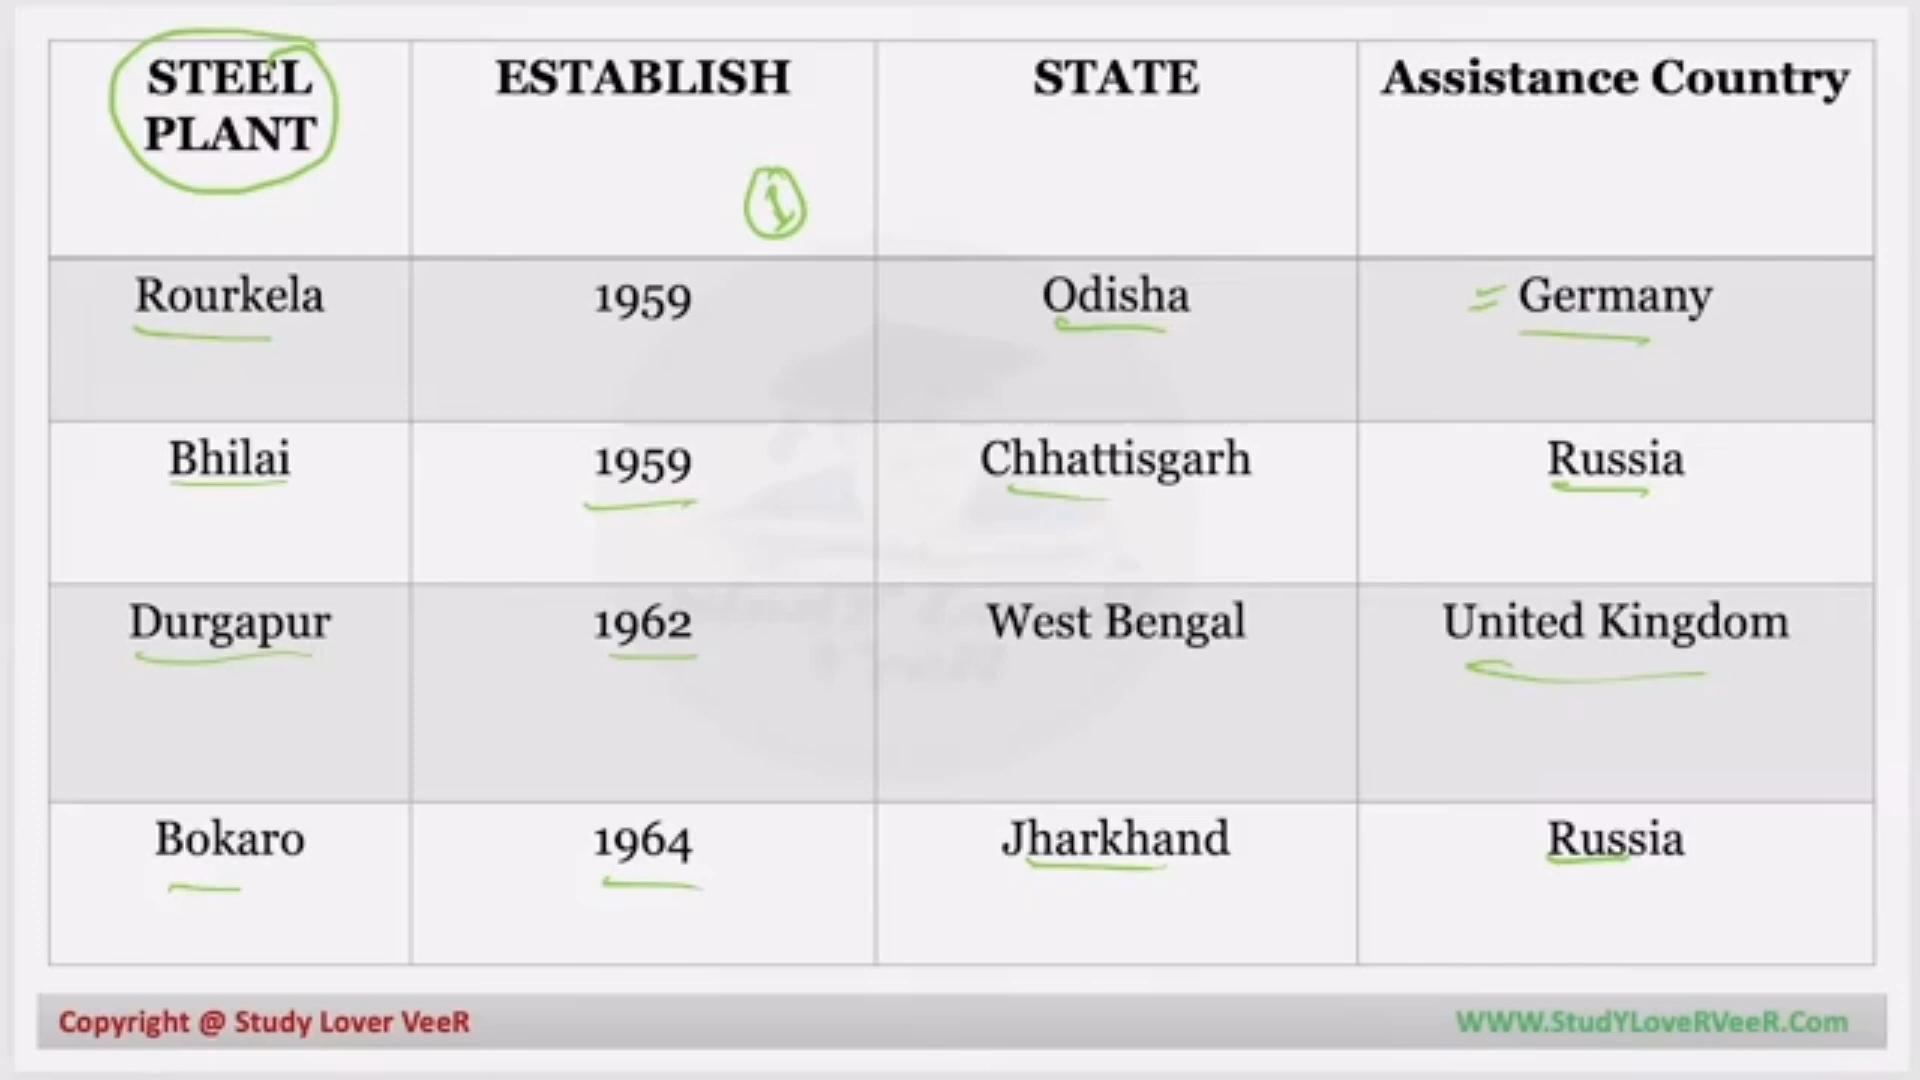 STEEL PLANT ESTABLISH STATE Assistance Country
1
Rourkela 1959 Odisha Germany
Bhilai 1959 Chhattisgarh Russia
Durgapur 1962 West Bengal United Kingdom
Bokaro 1964 Jharkhand Russia
Copyright @ Study Lover VeeR WWW.StudYLoveRVeeR.Com